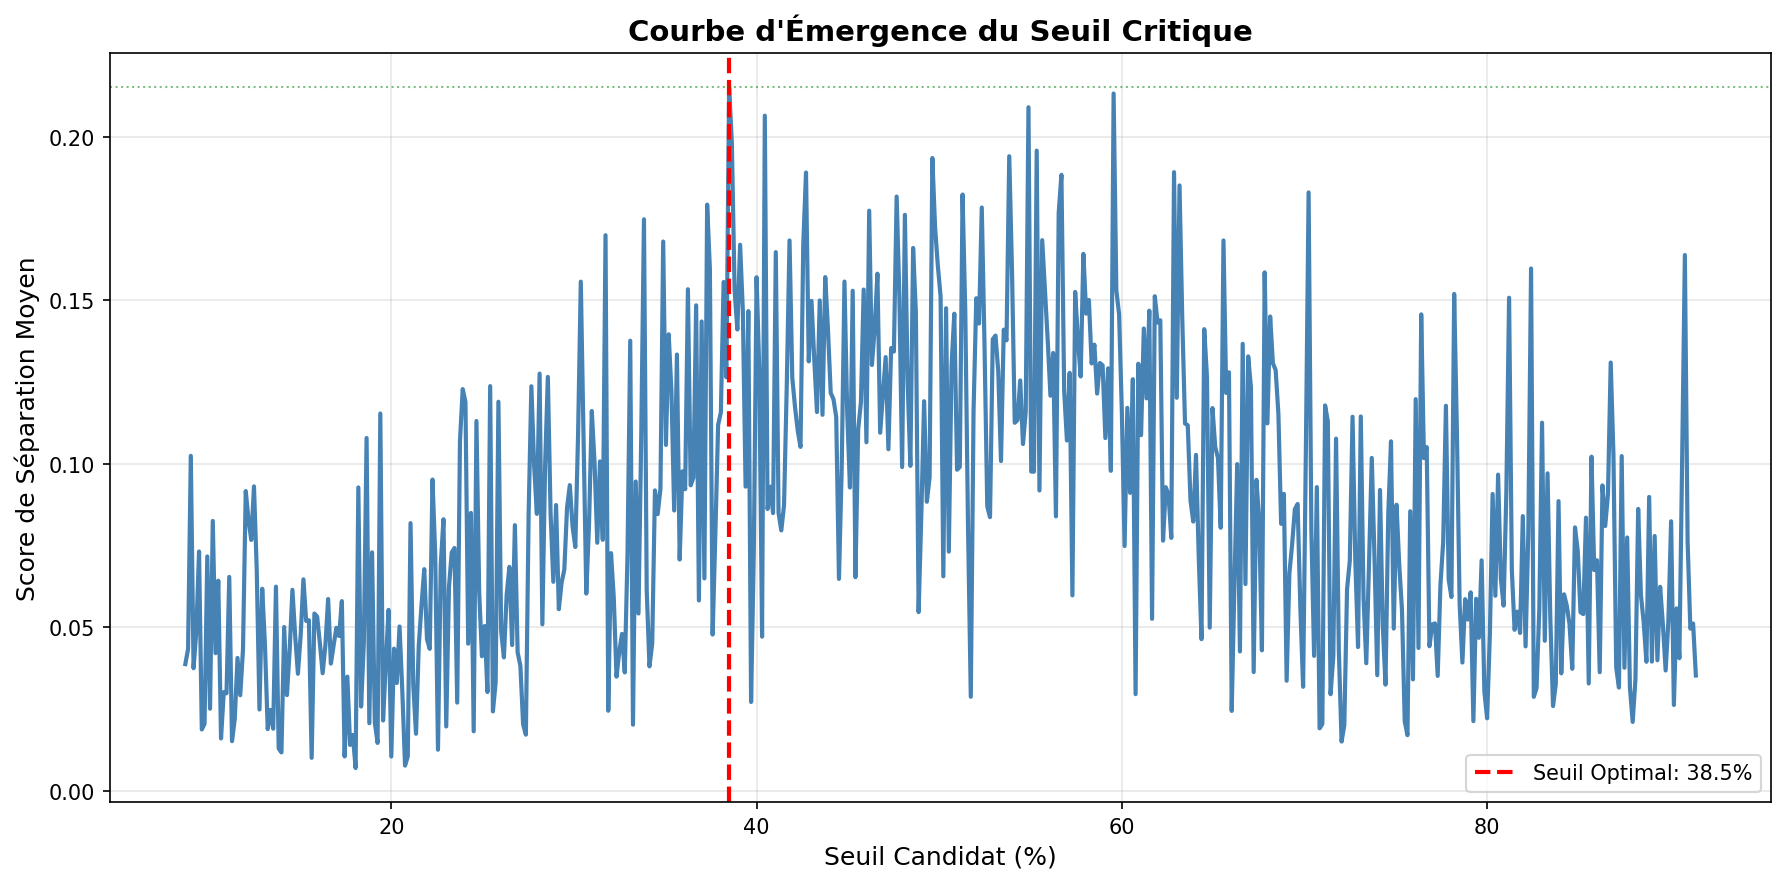 Courbe d'Émergence du Seuil Critique
Score de Séparation Moyen
0.20
0.15
0.10
0.05
0.00
20
40
60
80
Seuil Candidat (%)
Seuil Optimal: 38.5%